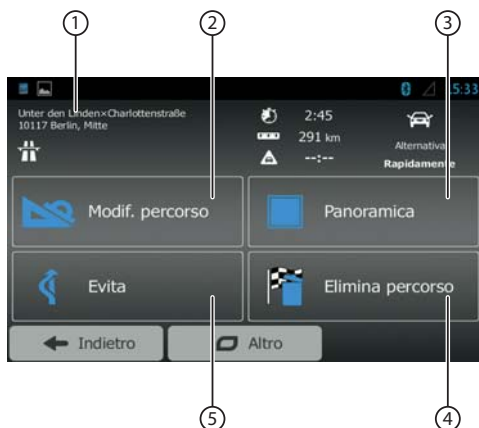 1 2 3
15:33
Unter den Linden×Charlottenstraße
10117 Berlin, Mitte
2:45
291 km
--:--
Alternativa
Rapidamente
Modif. percorso
Panoramica
Evita
Elimina percorso
Indietro
Altro
5 4